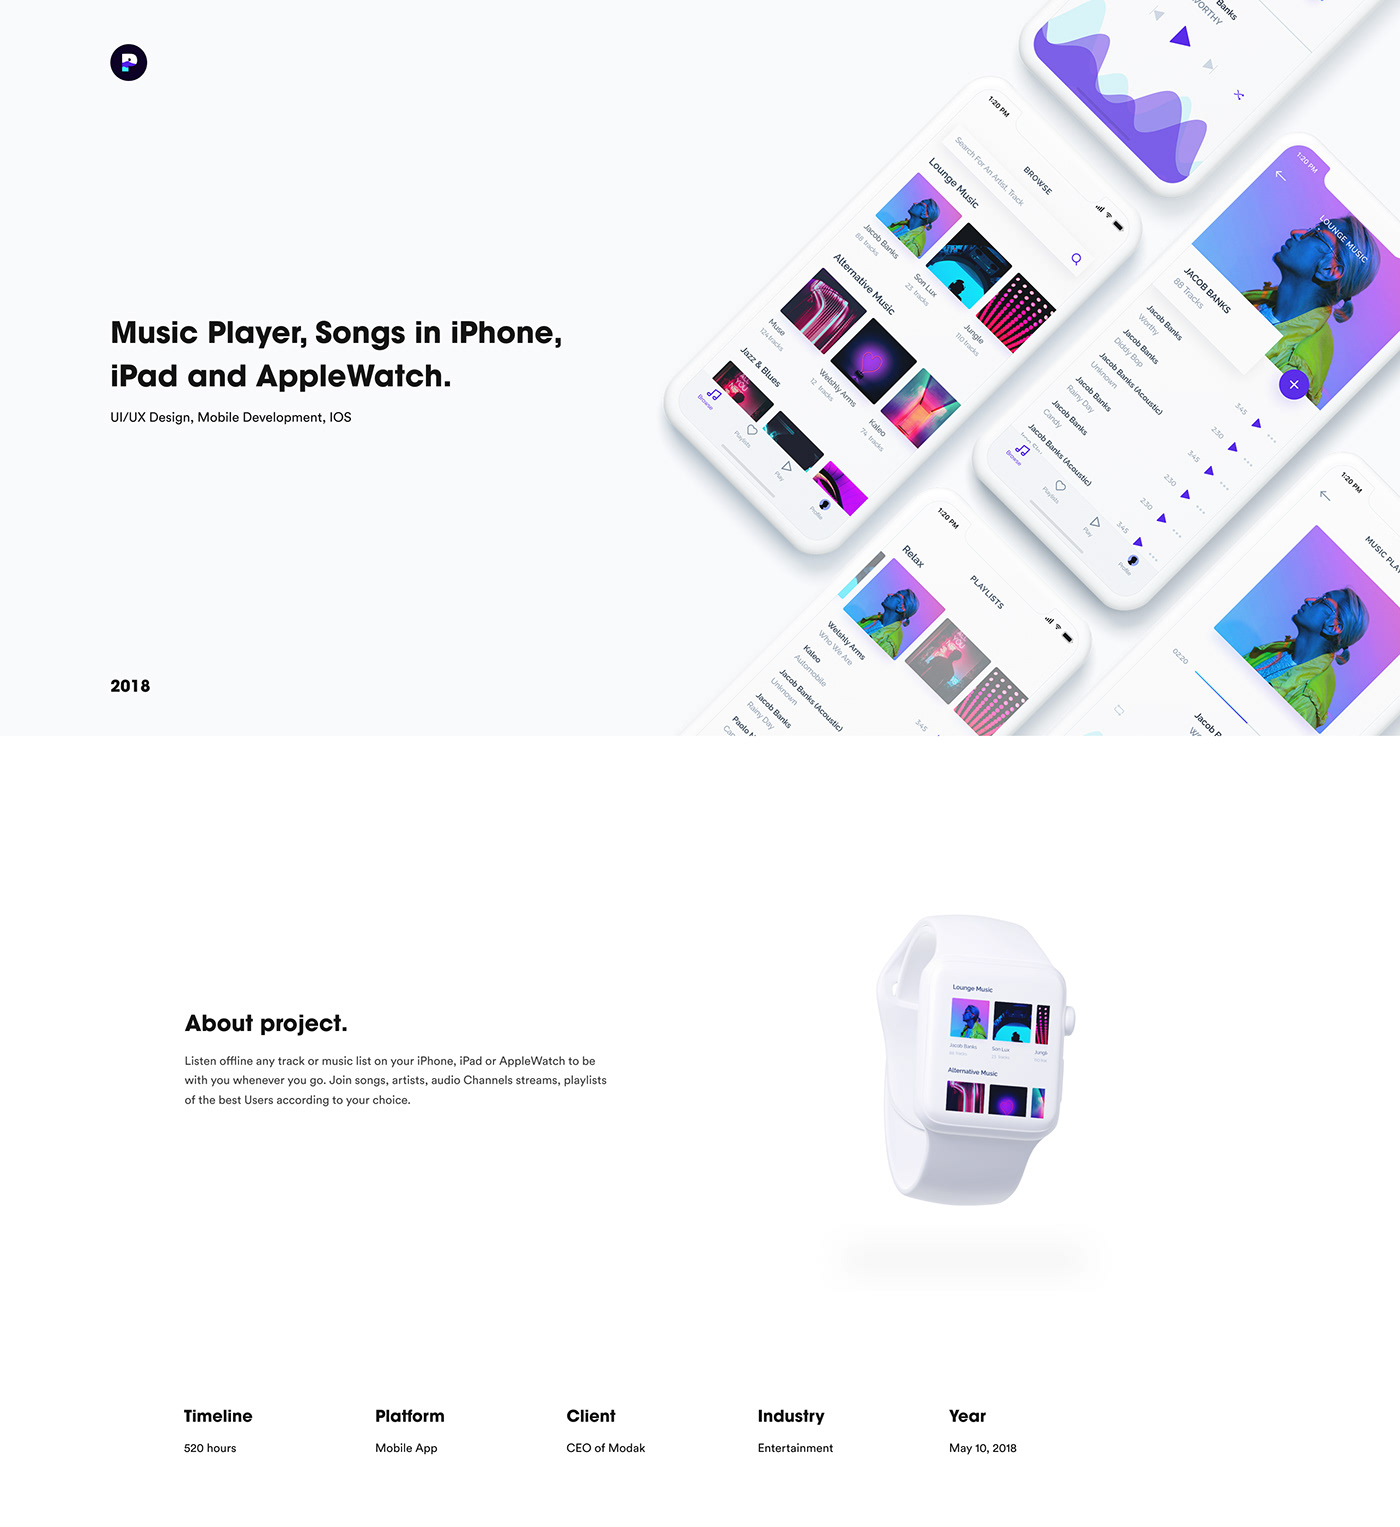 P
Music Player, Songs in iPhone,
iPad and AppleWatch.
UI/UX Design, Mobile Development, IOS
2018
Banks
WORTHY
1:20 PM
BROWSE
Search For An Artist, Track
Lounge Music
Jacob Banks
88 tracks
Son Lux
23 tracks
Jungle
110 tracks
Alternative Music
Muse
124 tracks
Welshly Arms
12 tracks
Kaleo
74 tracks
Jazz & Blues
Browse
Playlists
Play
Profile
1:20 PM
LOUNGE MUSIC
JACOB BANKS
88 Tracks
Jacob Banks
Worthy
3:45
Jacob Banks
Diddy Bop
2:30
Jacob Banks (Acoustic)
Unknown
3:45
Jacob Banks
Rainy Day
2:30
Jacob Banks
Candy
3:45
Jacob Banks (Acoustic)
Browse
Playlists
Play
Profile
1:20 PM
PLAYLISTS
Relax
Welshly Arms
Who We Are
Kaleo
Automobile
Jacob Banks (Acoustic)
Unknown
3:45
Jacob Banks
Rainy Day
Paolo N
1:20 PM
MUSIC PLA
02:20
Jacob B
About project.
Listen offline any track or music list on your iPhone, iPad or AppleWatch to be
with you whenever you go. Join songs, artists, audio Channels streams, playlists
of the best Users according to your choice.
Lounge Music
Jacob Banks
88 tracks
Son Lux
23 tracks
Jungl
Alternative Music
Timeline
520 hours
Platform
Mobile App
Client
CEO of Modak
Industry
Entertainment
Year
May 10, 2018